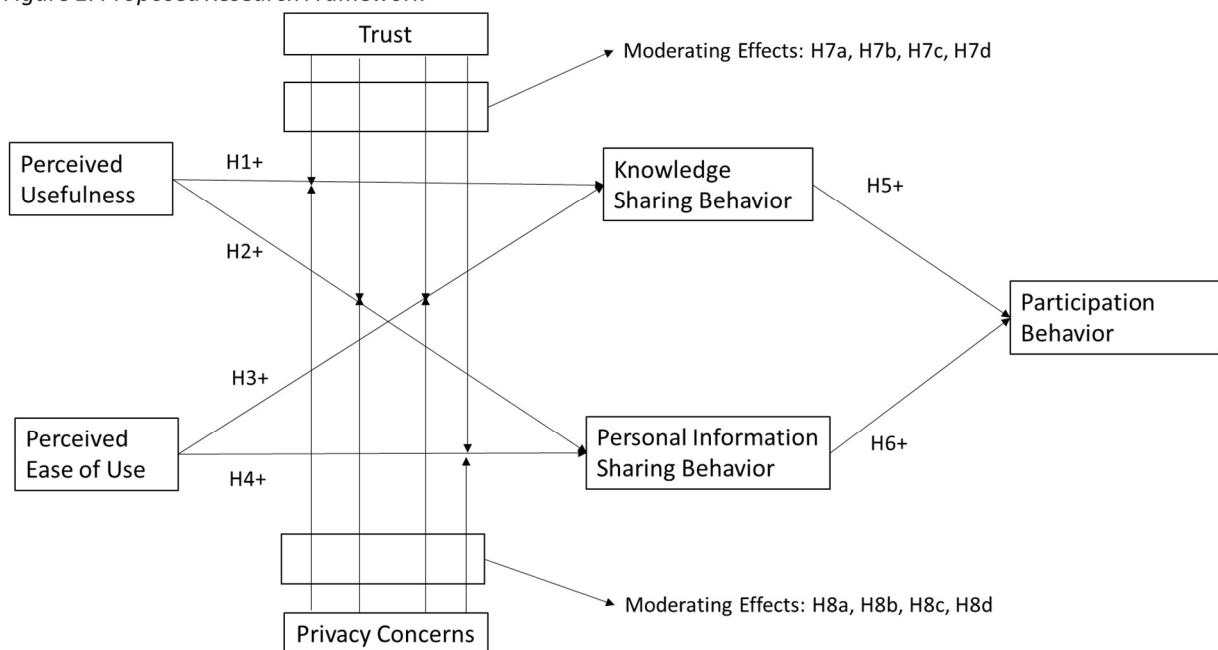 Trust
Moderating Effects: H7a, H7b, H7c, H7d
Perceived
Usefulness
H1+
Knowledge
Sharing Behavior
H5+
H2+
Participation
Behavior
H3+
Perceived
Ease of Use
Personal Information
Sharing Behavior
H6+
H4+
Moderating Effects: H8a, H8b, H8c, H8d
Privacy Concerns